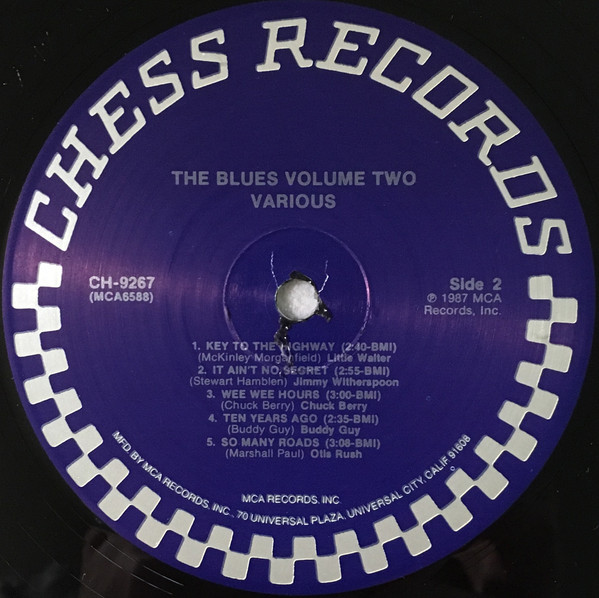 CHESS RECORDS
THE BLUES VOLUME TWO
VARIOUS
CH-9267
(MCA6588)
Side 2
℗ 1987 MCA
Records, Inc.
1. KEY TO THE HIGHWAY (2:40-BMI)
(McKinley Morganfield) Little Walter
2. IT AIN'T NO SECRET (2:55-BMI)
(Stewart Hamblen) Jimmy Witherspoon
3. WEE WEE HOURS (3:00-BMI)
(Chuck Berry) Chuck Berry
4. TEN YEARS AGO (2:35-BMI)
(Buddy Guy) Buddy Guy
5. SO MANY ROADS (3:08-BMI)
(Marshall Paul) Otis Rush
MCA RECORDS, INC
MFD BY MCA RECORDS, INC., 70 UNIVERSAL PLAZA, UNIVERSAL CITY, CALIF 91608